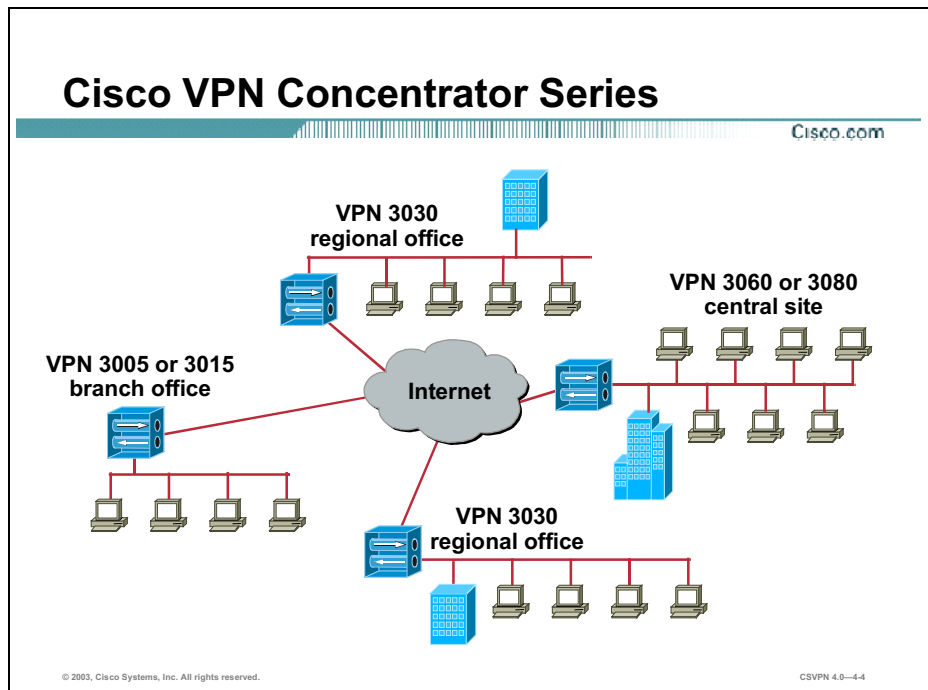 Cisco VPN Concentrator Series
Cisco.com
VPN 3030
regional office
VPN 3060 or 3080
central site
VPN 3005 or 3015
branch office
Internet
VPN 3030
regional office
© 2003, Cisco Systems, Inc. All rights reserved.
CSVPN 4.0—4-4